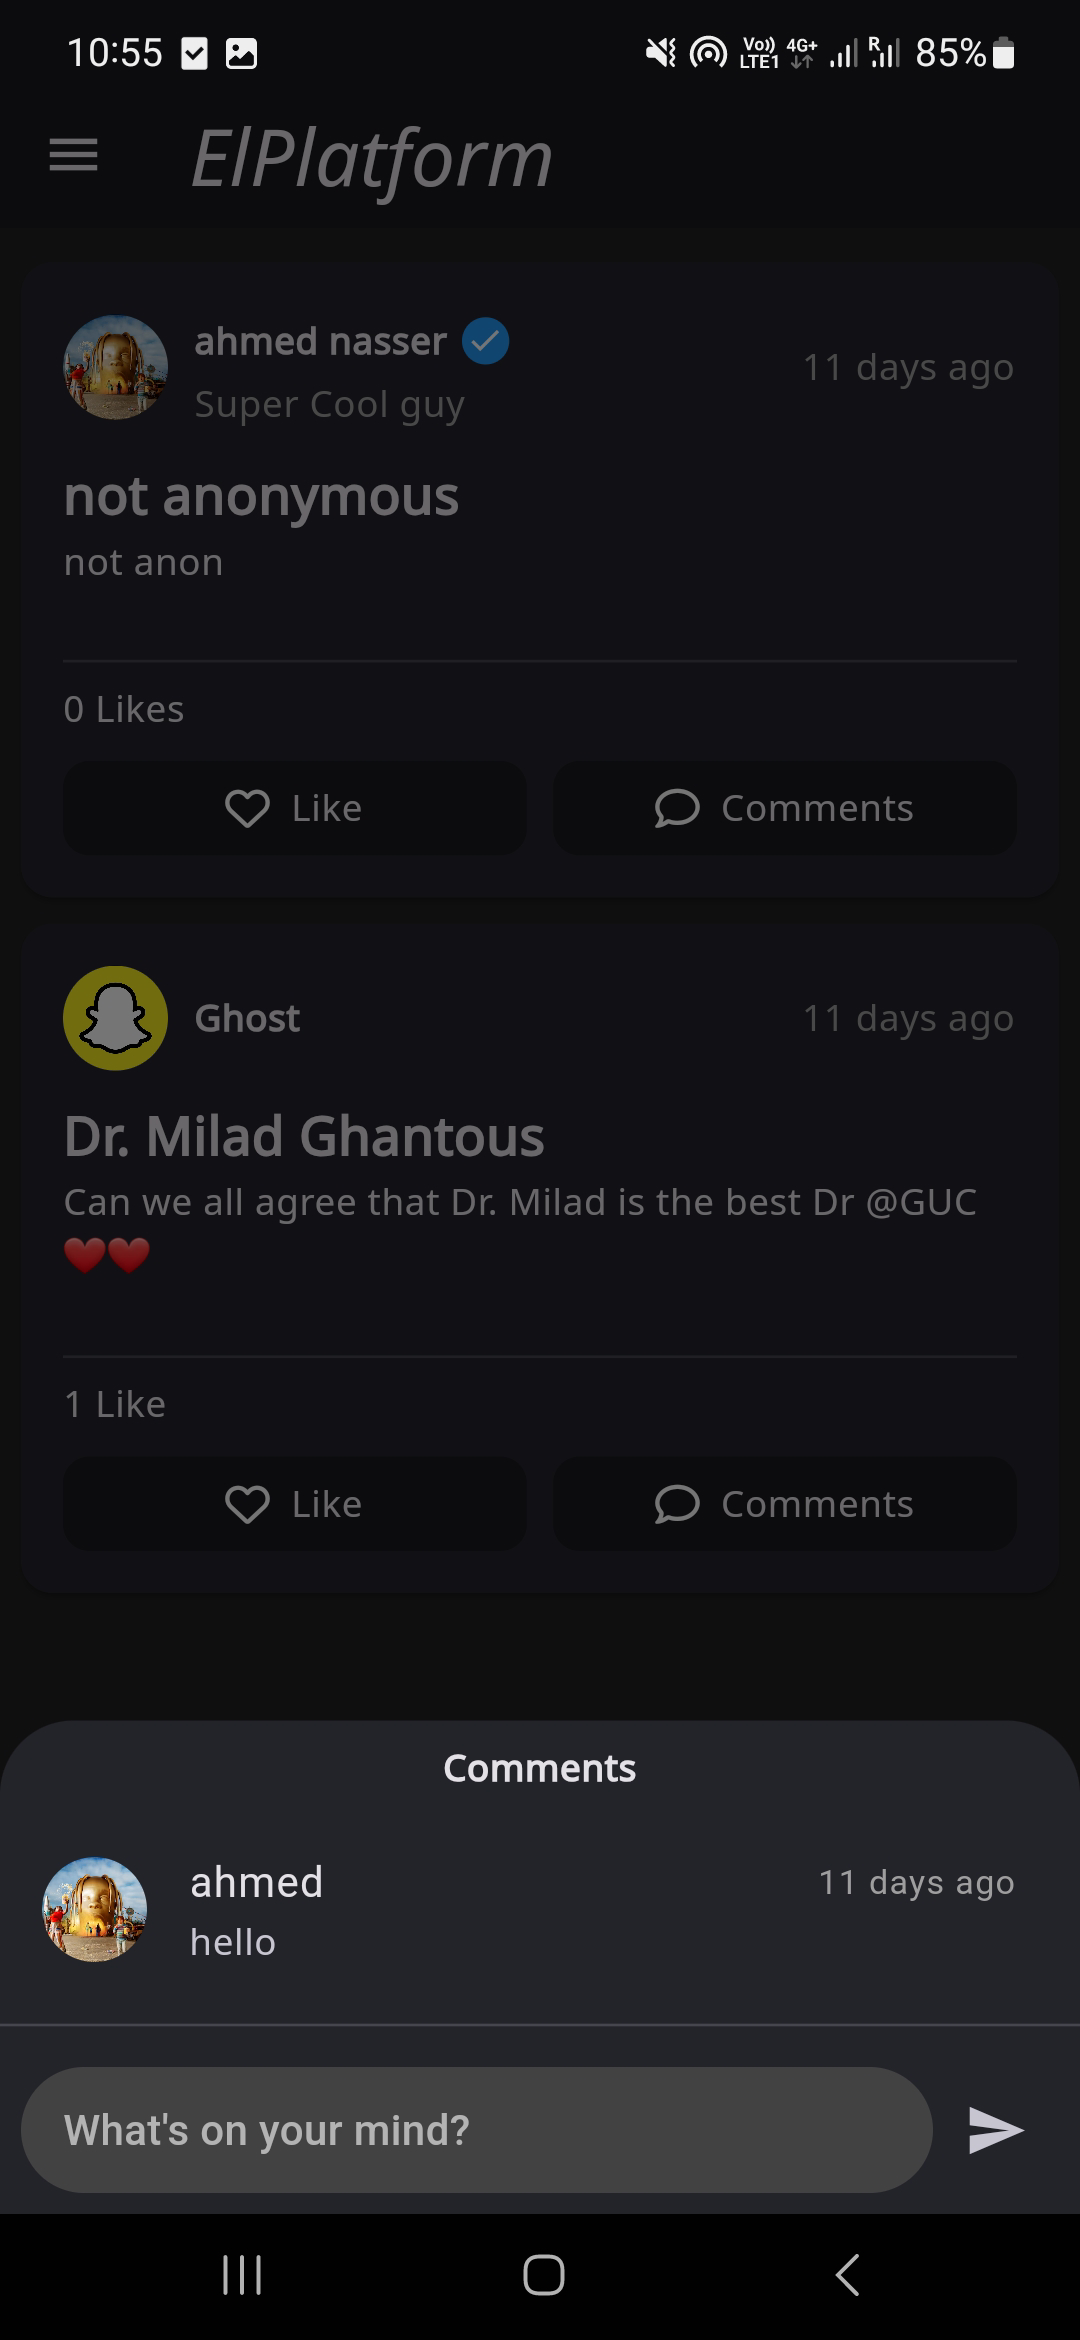 10:55
Vo)) LTE1 4G+ R 85%
ElPlatform
ahmed nasser
11 days ago
Super Cool guy
not anonymous
not anon
0 Likes
Like Comments
Ghost 11 days ago
Dr. Milad Ghantous
Can we all agree that Dr. Milad is the best Dr @GUC
❤️❤️
1 Like
Like Comments
Comments
ahmed 11 days ago
hello
What's on your mind?